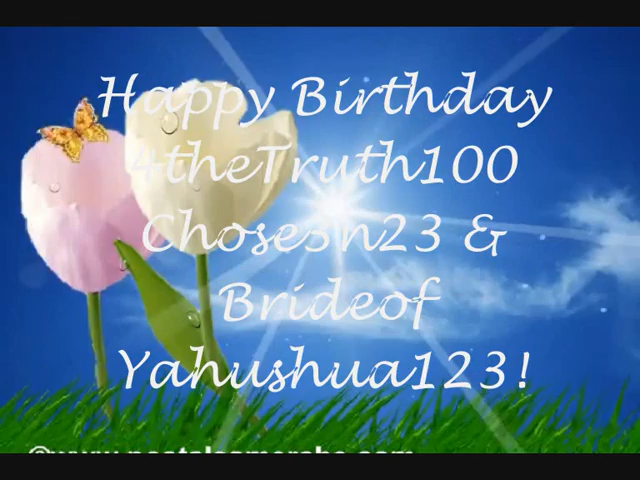 Happy Birthday
4theTruth100
Chose3n23 &
Brideof
Yahushua123!